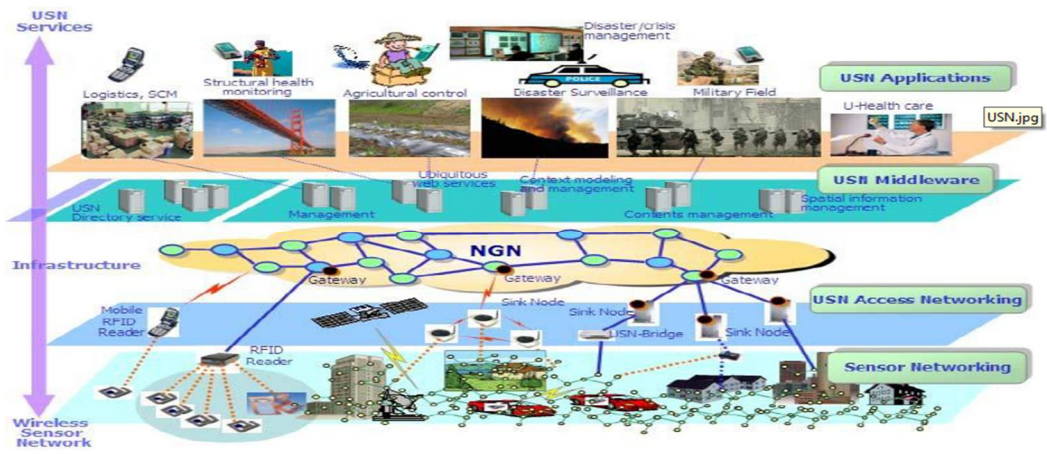 USN
Services
Disaster/crisis
management
Structural health
monitoring
Logistics, SCM
Agricultural control
POLICE
Disaster Surveillance
Military Field
U-Health care
USN Applications
USN.jpg
USN Middleware
USN
Directory service
Management
Ubiquitous
web services
Context modeling
and management
Contents management
Spatial information
management
Infrastructure
NGN
Gateway
Gateway
Gateway
USN Access Networking
Mobile
RFID
Reader
Sink Node
Sink Node
USN-Bridge
Sink Node
RFID
Reader
Sensor Networking
Wireless
Sensor
Network